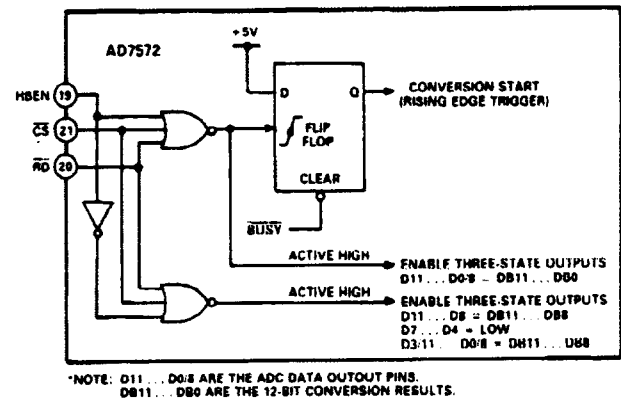 +5V
AD7572
HBEN 19
CS 21
RD 20
D
Q
CONVERSION START
(RISING EDGE TRIGGER)
FLIP
FLOP
CLEAR
BUSY
ACTIVE HIGH
ENABLE THREE-STATE OUTPUTS
D11 . . . D0/8 = DB11 . . . DB0
ACTIVE HIGH
ENABLE THREE-STATE OUTPUTS
D11 . . . D8 = DB11 . . . DB8
D7 . . . D4 = LOW
D3/11 . . . D0/8 = DB11 . . . DB8
*NOTE: D11 . . . D0/8 ARE THE ADC DATA OUTOUT PINS.
DB11 . . . DB0 ARE THE 12-BIT CONVERSION RESULTS.